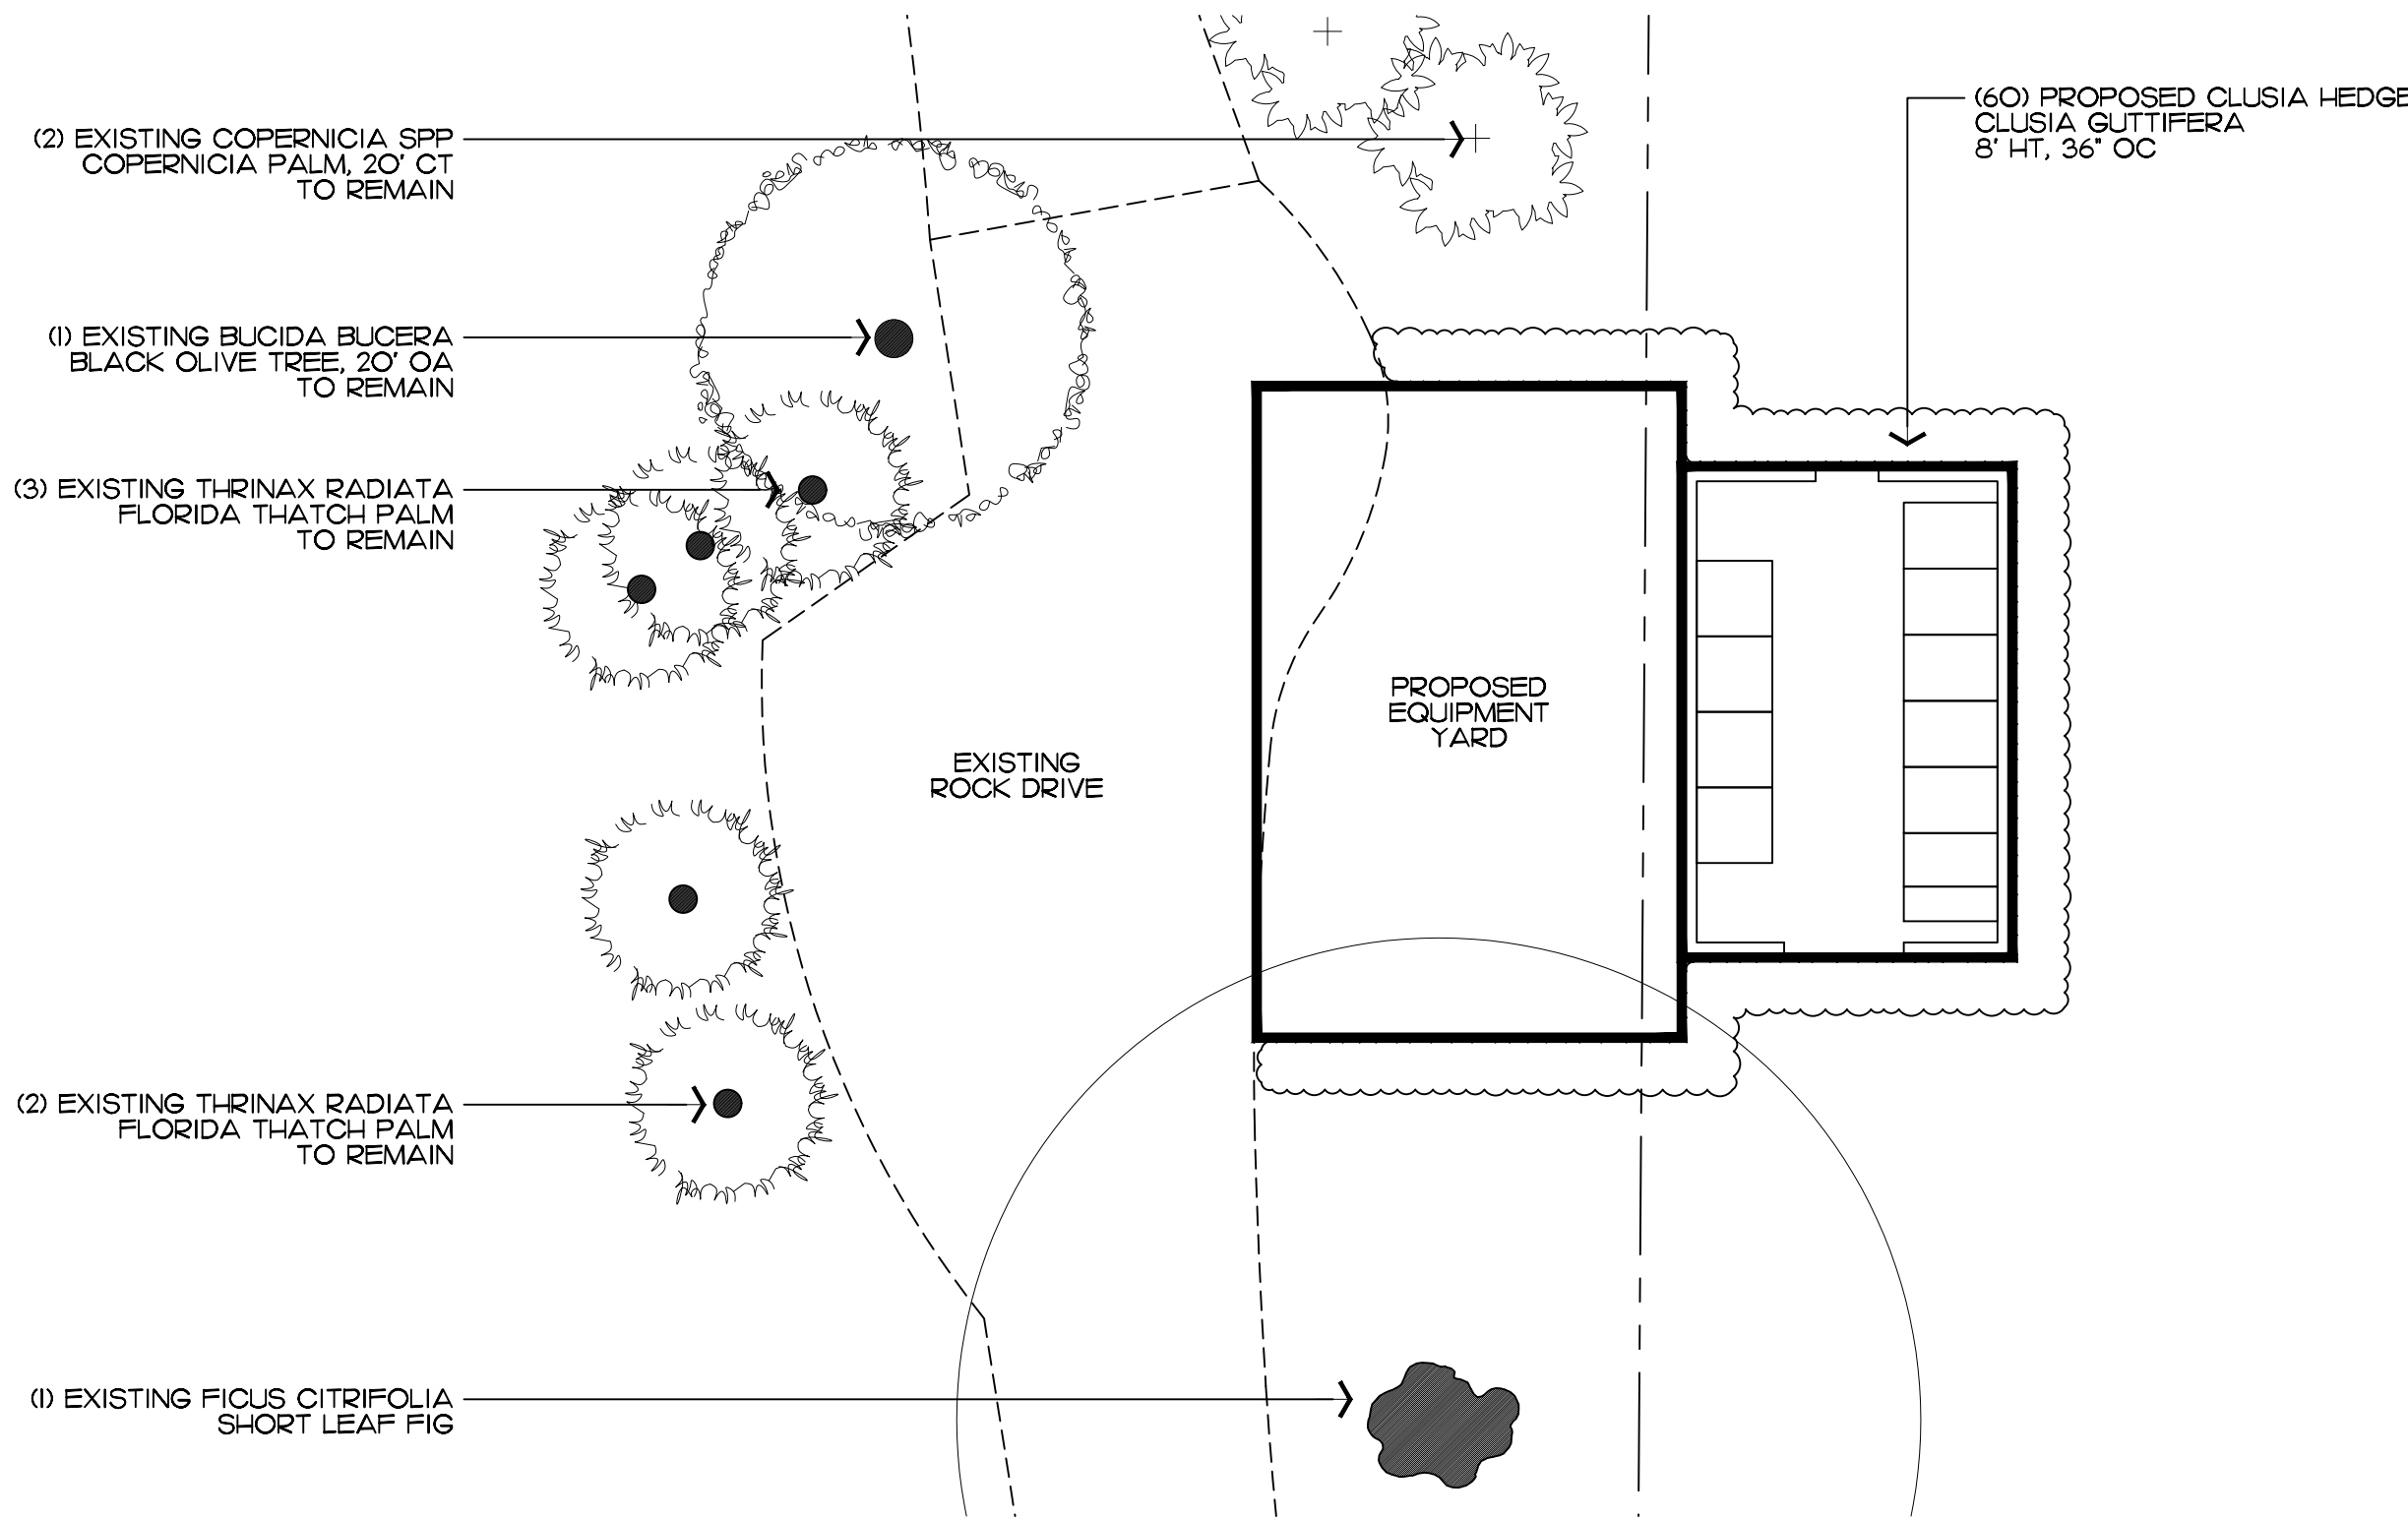 (2) EXISTING COPERNICIA SPP
COPERNICIA PALM, 20' CT
TO REMAIN
(60) PROPOSED CLUSIA HEDGE
CLUSIA GUTTIFERA
8' HT, 36" OC
(1) EXISTING BUCIDA BUCERA
BLACK OLIVE TREE, 20' OA
TO REMAIN
(3) EXISTING THRINAX RADIATA
FLORIDA THATCH PALM
TO REMAIN
PROPOSED
EQUIPMENT
YARD
EXISTING
ROCK DRIVE
(2) EXISTING THRINAX RADIATA
FLORIDA THATCH PALM
TO REMAIN
(1) EXISTING FICUS CITRIFOLIA
SHORT LEAF FIG